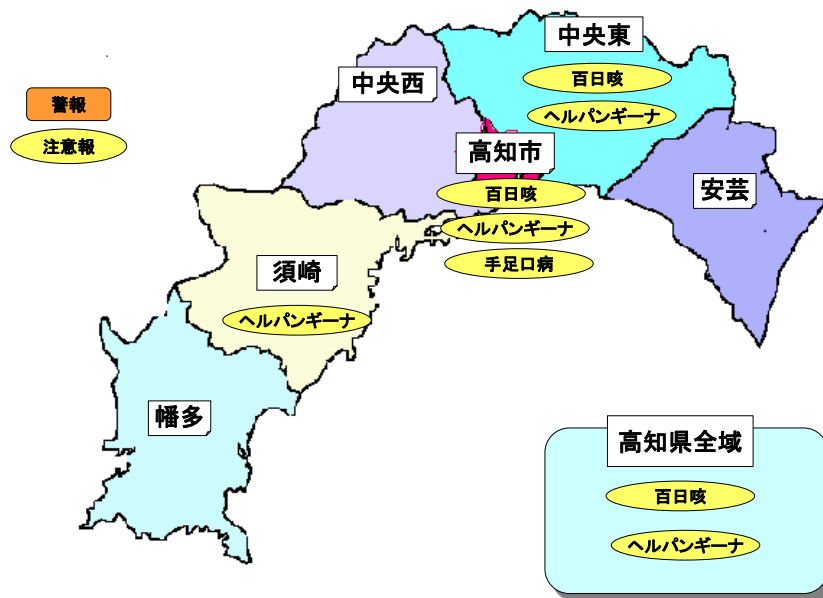 中央東
百日咳
ヘルパンギーナ
中央西
警報
注意報
高知市
百日咳
ヘルパンギーナ
手足口病
安芸
須崎
ヘルパンギーナ
幡多
高知県全域
百日咳
ヘルパンギーナ